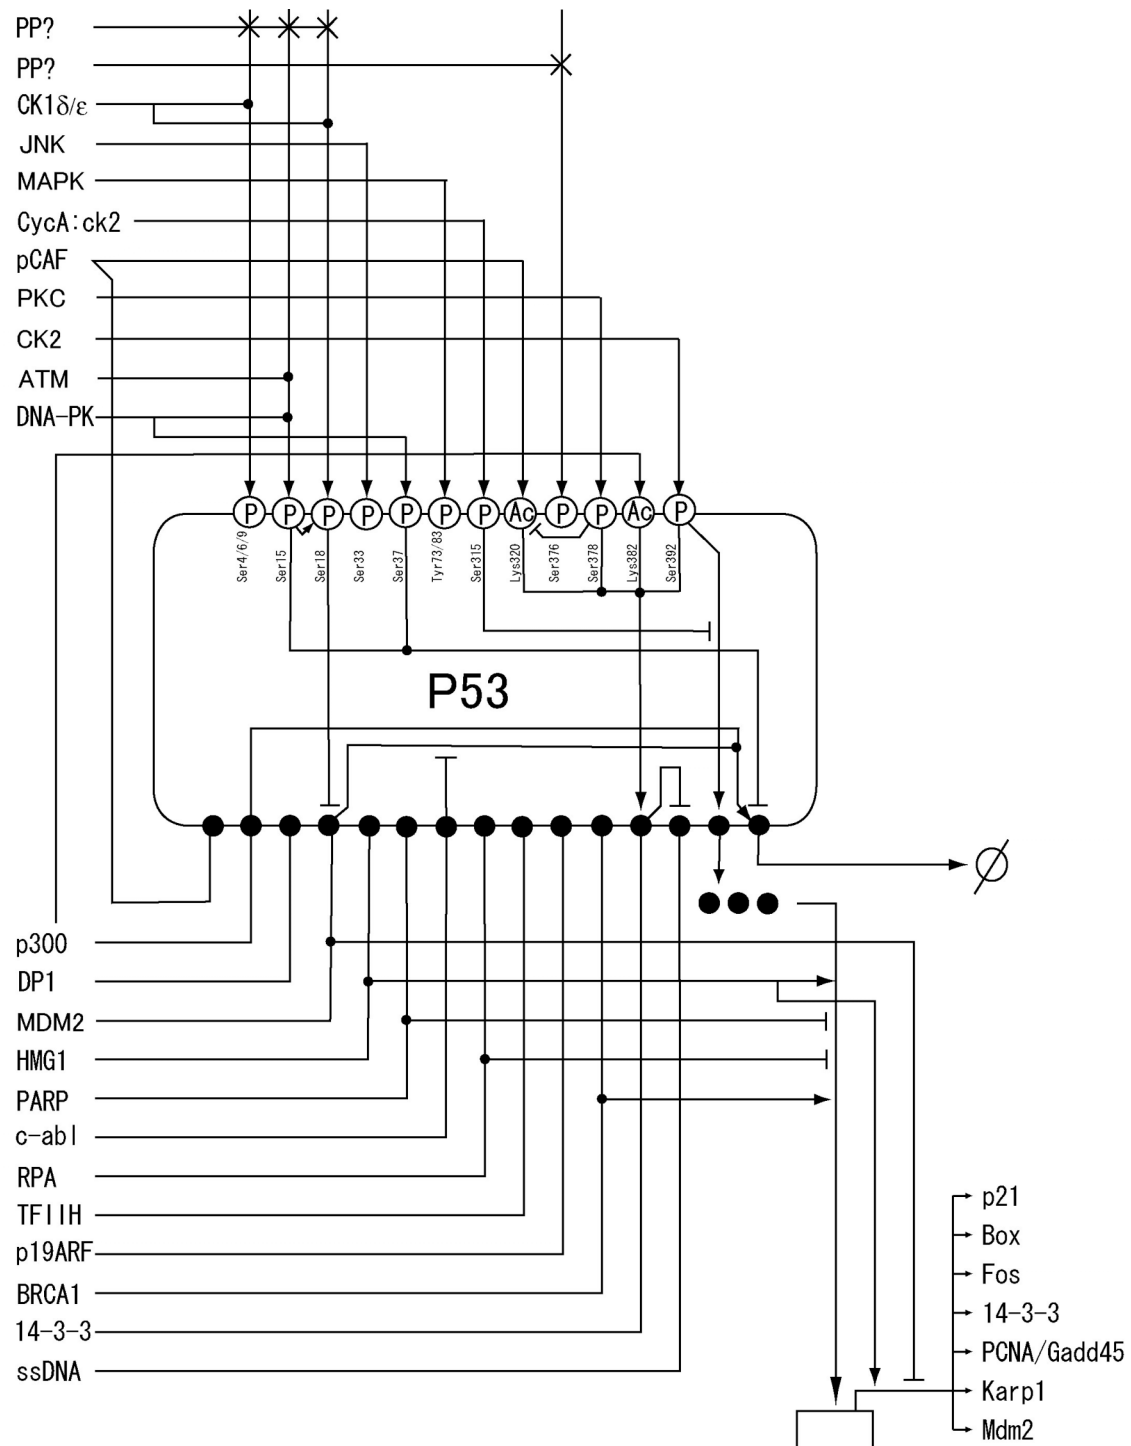 PP?
PP?
CK1δ/ε
JNK
MAPK
CycA:ck2
pCAF
PKC
CK2
ATM
DNA-PK
P P P P P P P Ac P P Ac P
Ser4/6/9
Ser15
Ser18
Ser33
Ser37
Tyr73/83
Ser315
Lys320
Ser376
Ser378
Lys382
Ser392
P53
p300
DP1
MDM2
HMG1
PARP
c-abl
RPA
TFIIH
p19ARF
BRCA1
14-3-3
ssDNA
p21
Box
Fos
14-3-3
PCNA/Gadd45
Karp1
Mdm2